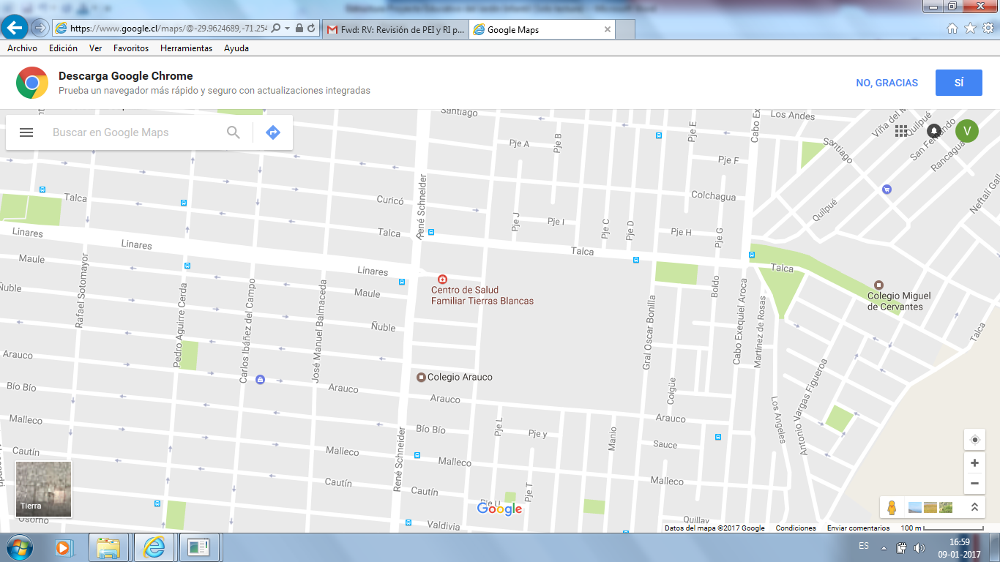 https://www.google.cl/maps/@-29.9624689,-71.254
Fwd: RV: Revisión de PEI y RI p...
Google Maps
Archivo Edición Ver Favoritos Herramientas Ayuda
Descarga Google Chrome
Prueba un navegador más rápido y seguro con actualizaciones integradas
NO, GRACIAS
SÍ
Buscar en Google Maps
V
Santiago
Los Andes
Viña del M
Quilpué
San Fernando
Rancagua
Pje A
Pje B
Pje E
Cabo Ex
Santiago
Pje F
Neftalí Gall
Talca
Curicó
René Schneider
Colchagua
Quilpué
Linares
Linares
Talca
Pje J
Pje I
Pje C
Pje D
Pje H
Pje G
Talca
Talca
Maule
Linares
Ñuble
Rafael Sotomayor
Pedro Aguirre Cerda
Carlos Ibáñez del Campo
José Manuel Balmaceda
Maule
Centro de Salud
Familiar Tierras Blancas
Boldo
Colegio Miguel
de Cervantes
Ñuble
Gral Oscar Bonilla
Cabo Exequiel Aroca
Martínez de Rosas
Talca
Arauco
Colegio Arauco
Bío Bío
Arauco
Arauco
Coigüe
Antonio Vargas Figueroa
Malleco
Bío Bío
Pje L
Pje y
Arauco
Los Angeles
Cautín
René Schneider
Malleco
Malleco
Manio
Sauce
Cautín
Cautín
Pje T
Malleco
Tierra
Pje U
Google
Osorno
Valdivia
Quillay
Datos del mapa ©2017 Google Condiciones Enviar comentarios 100 m
ES
16:59
09-01-2017